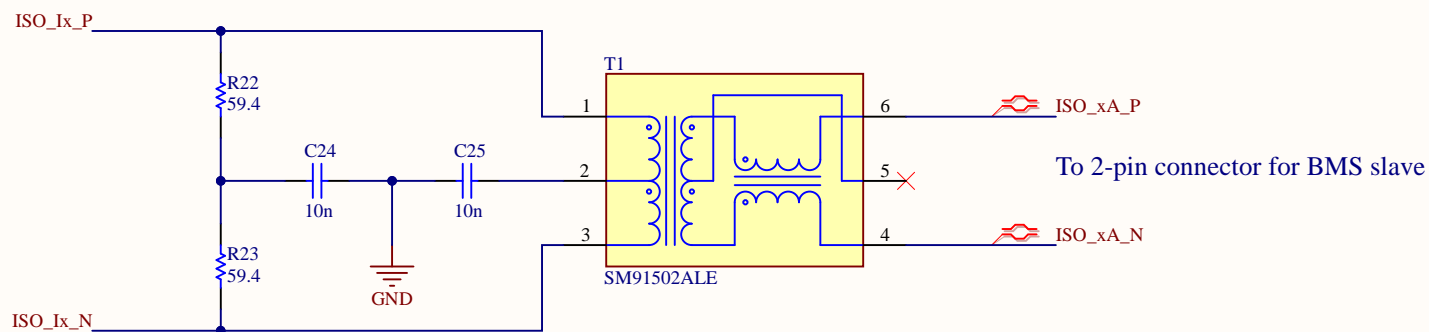 ISO_Ix_P
T1
R22
59.4
1
6
ISO_xA_P
C24
C25
To 2-pin connector for BMS slave
2
5
10n
10n
3
4
ISO_xA_N
R23
59.4
SM91502ALE
GND
ISO_Ix_N